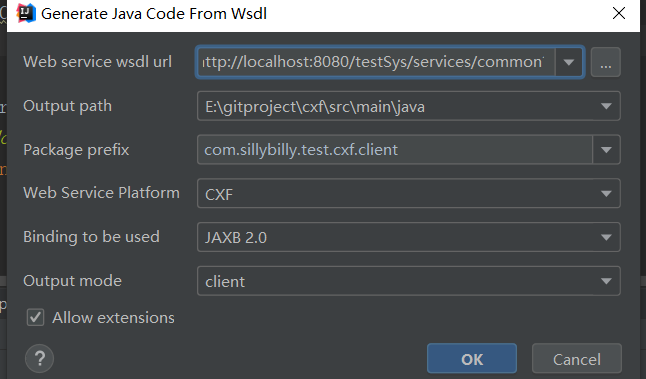 Generate Java Code From Wsdl
Web service wsdl url
ttp://localhost:8080/testSys/services/common
...
Output path
E:\gitproject\cxf\src\main\java
Package prefix
com.sillybilly.test.cxf.client
Web Service Platform
CXF
Binding to be used
JAXB 2.0
Output mode
client
Allow extensions
?
OK
Cancel